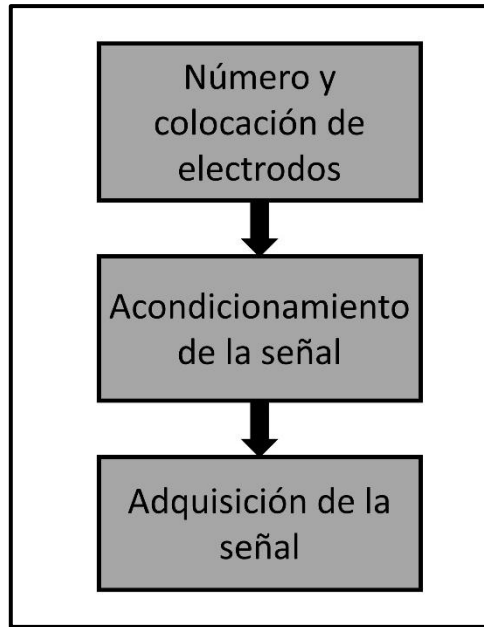 Número y
colocación de
electrodos
Acondicionamiento
de la señal
Adquisición de la
señal